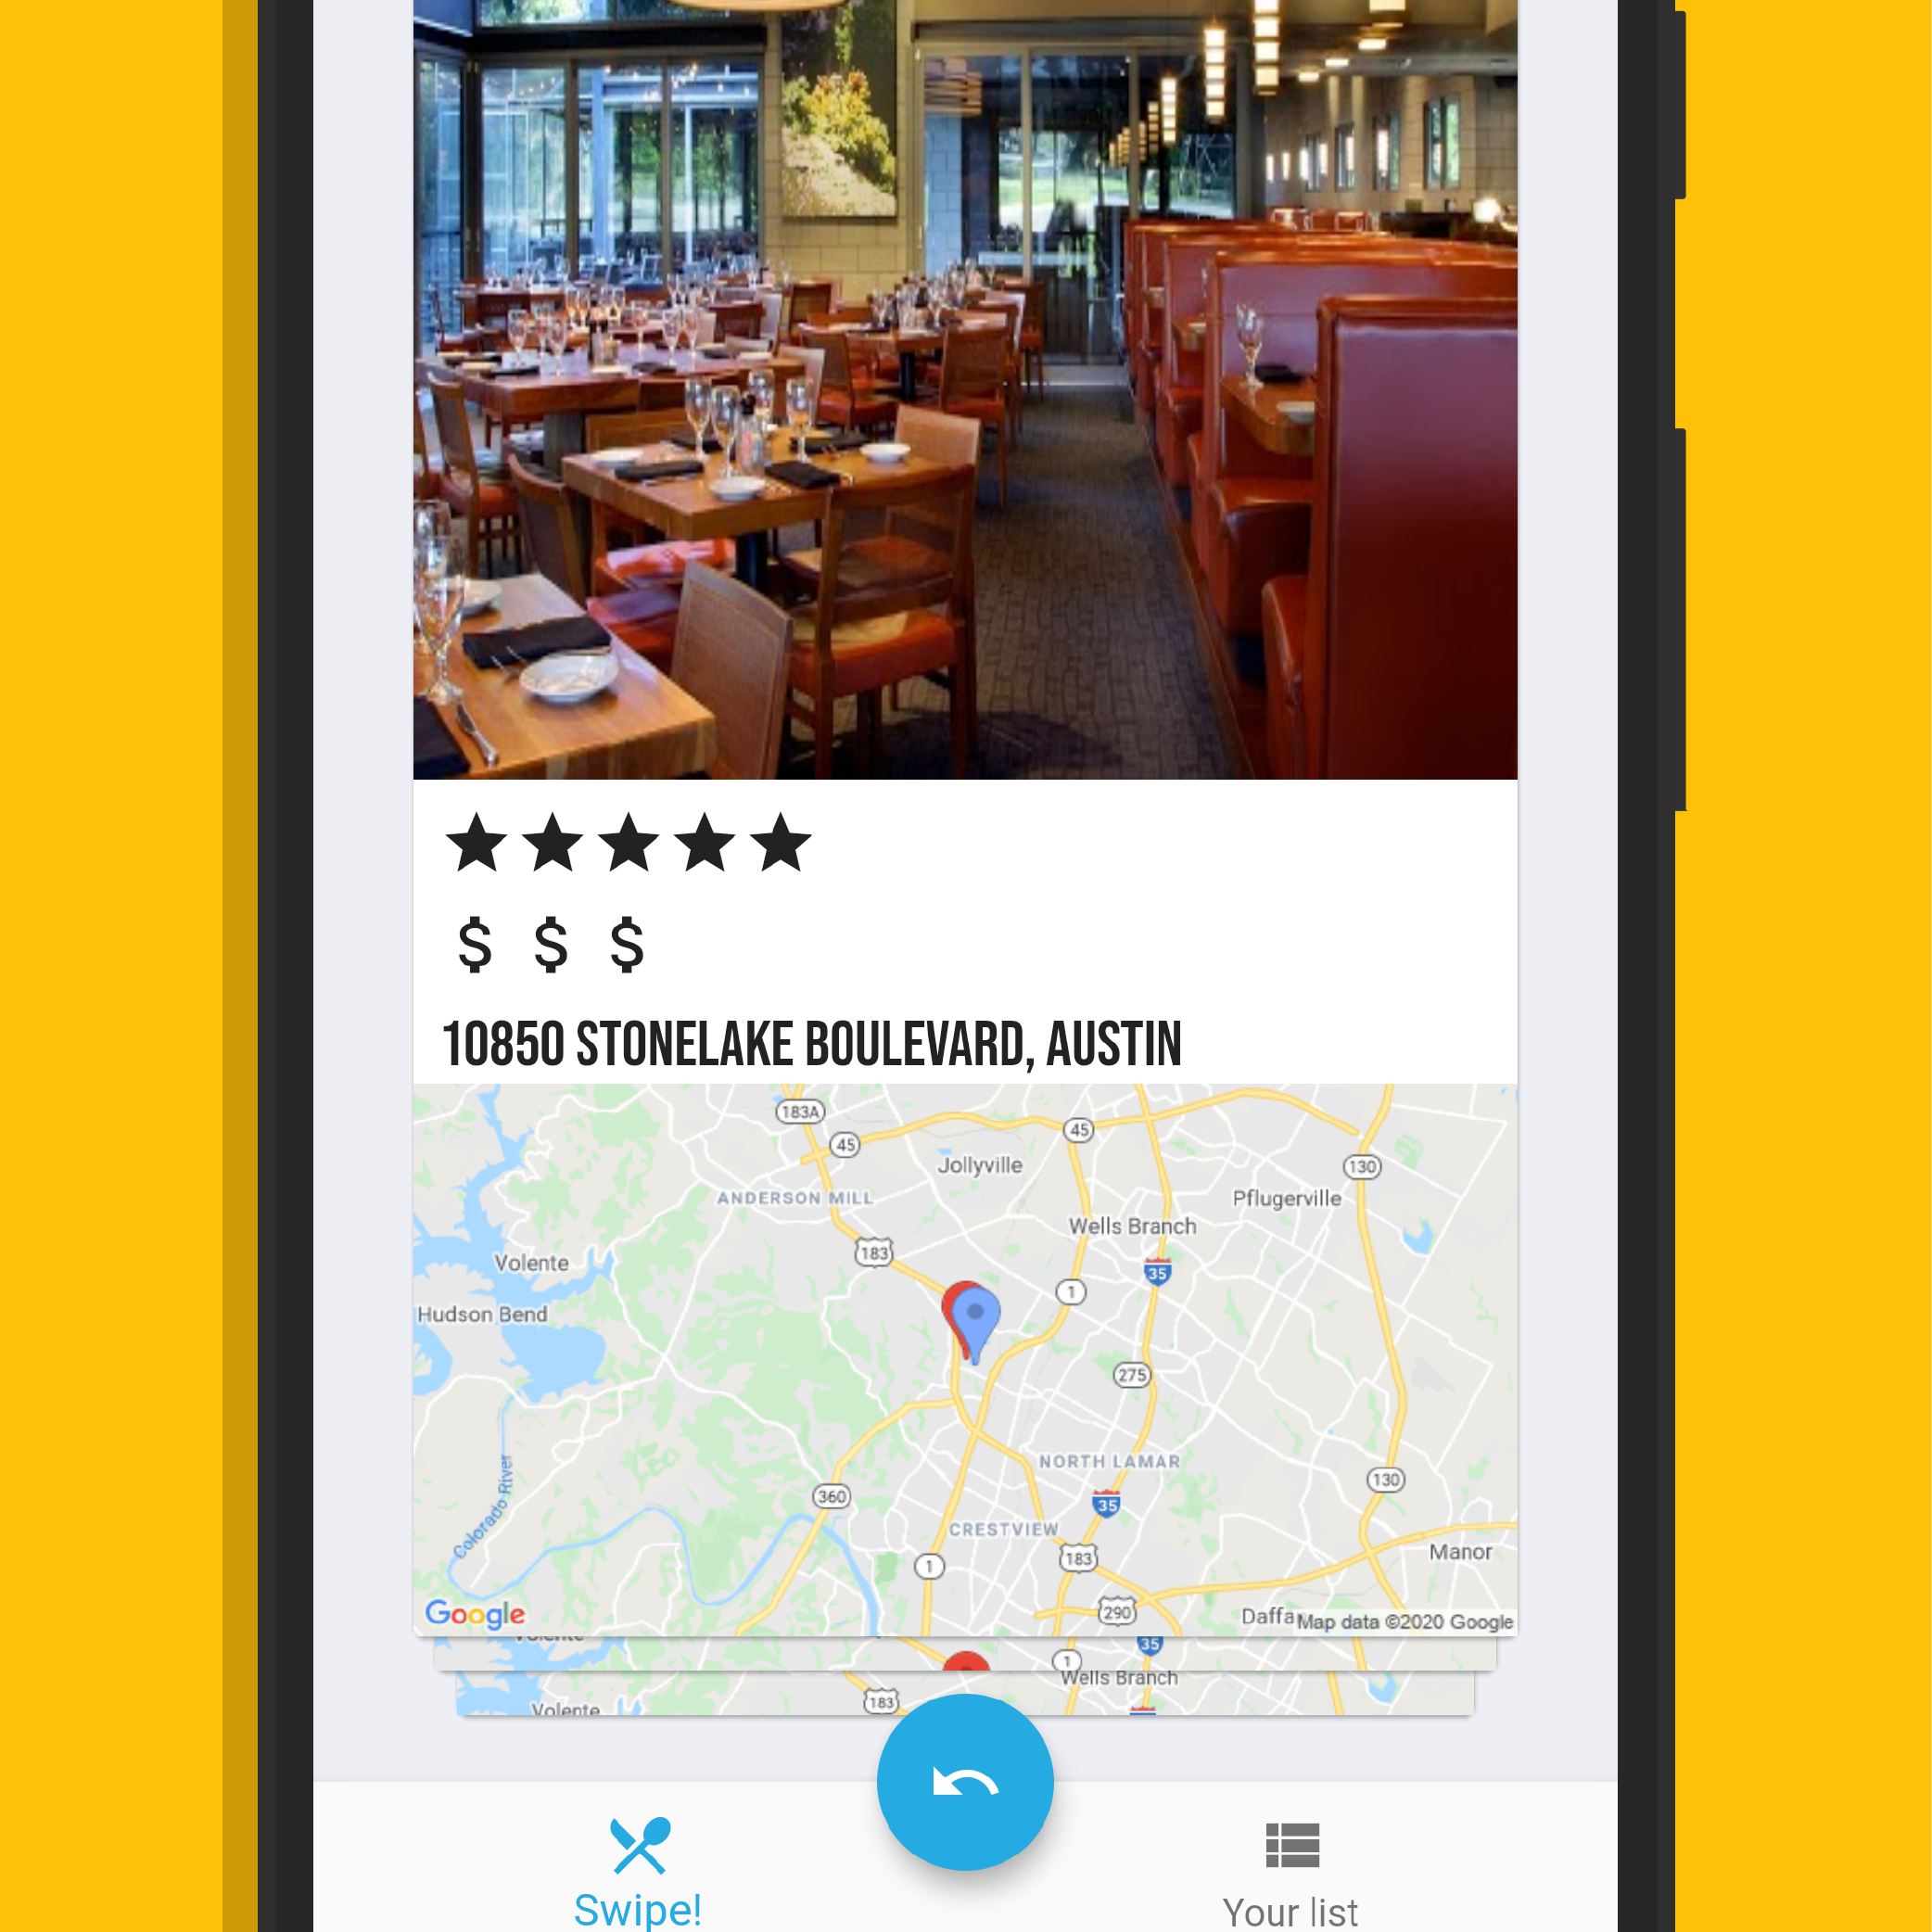 $ $ $
10850 STONELAKE BOULEVARD, AUSTIN
183A
45
45
Jollyville
130
ANDERSON MILL
Pflugerville
Wells Branch
183
Volente
35
1
Hudson Bend
275
NORTH LAMAR
130
360
35
Colorado River
CRESTVIEW
Manor
183
1
290
Google
Daffa
Map data ©2020 Google
Volente
35
1
Wells Branch
183
Volente
Swipe!
Your list